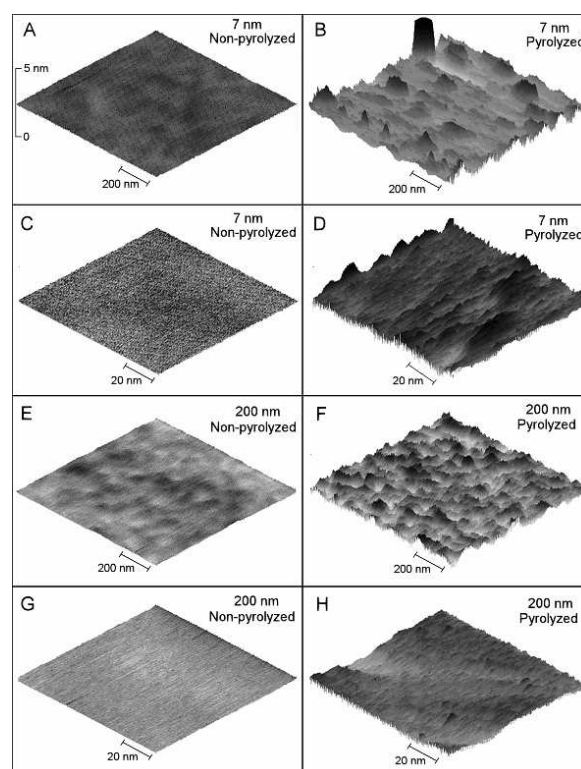 A
7 nm
Non-pyrolyzed
5 nm
0
200 nm
B
7 nm
Pyrolyzed
200 nm
C
7 nm
Non-pyrolyzed
20 nm
D
7 nm
Pyrolyzed
20 nm
E
200 nm
Non-pyrolyzed
200 nm
F
200 nm
Pyrolyzed
200 nm
G
200 nm
Non-pyrolyzed
20 nm
H
200 nm
Pyrolyzed
20 nm